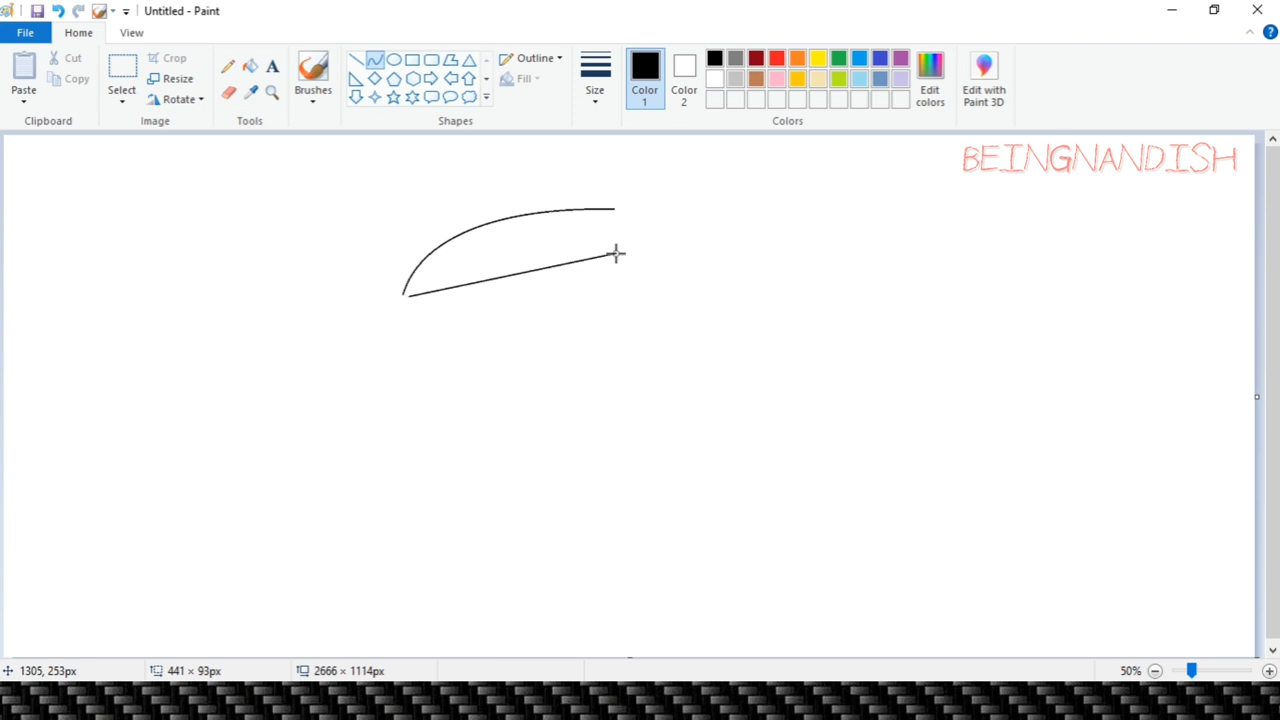 Untitled - Paint
File
Home
View
Paste
Cut
Copy
Clipboard
Select
Crop
Resize
Rotate
Image
A
Tools
Brushes
Shapes
Outline
Fill
Size
Color 1
Color 2
Edit colors
Colors
Edit with Paint 3D
?
BEINGNANDISH
1305, 253px
441 × 93px
2666 × 1114px
50%